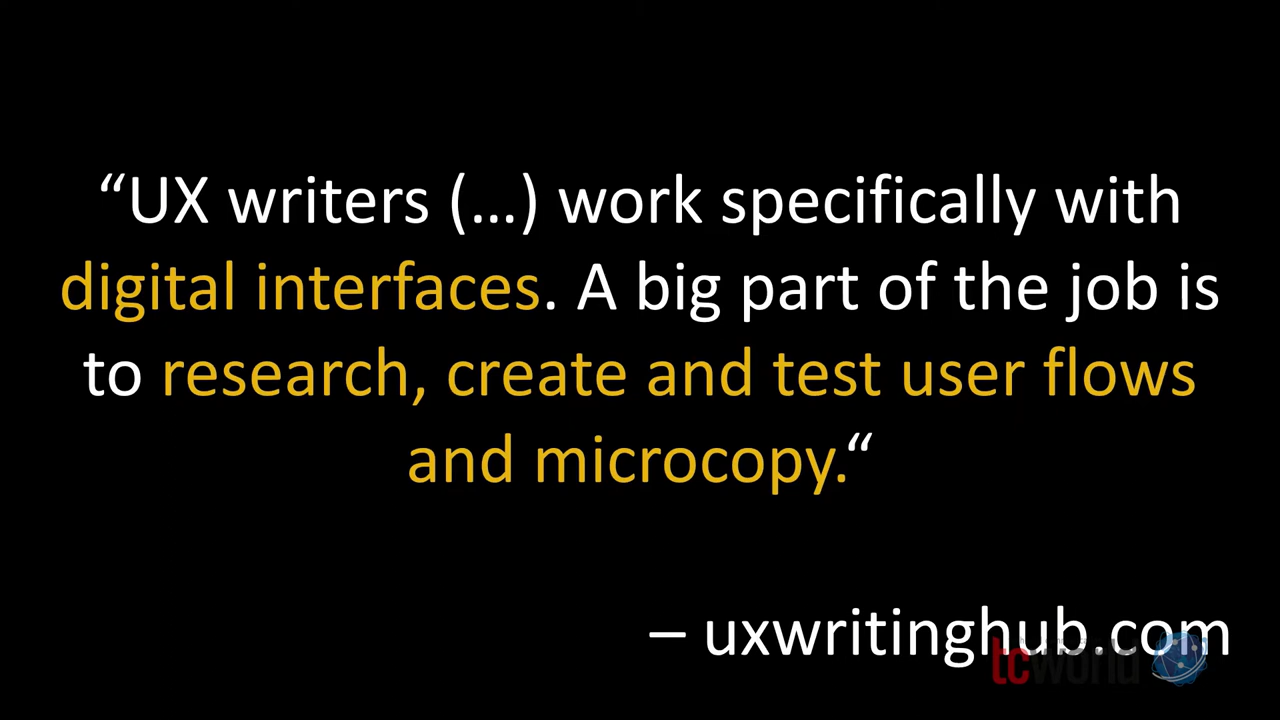 “UX writers (…) work specifically with
digital interfaces. A big part of the job is
to research, create and test user flows
and microcopy.“
– uxwritinghub.com
tcworld